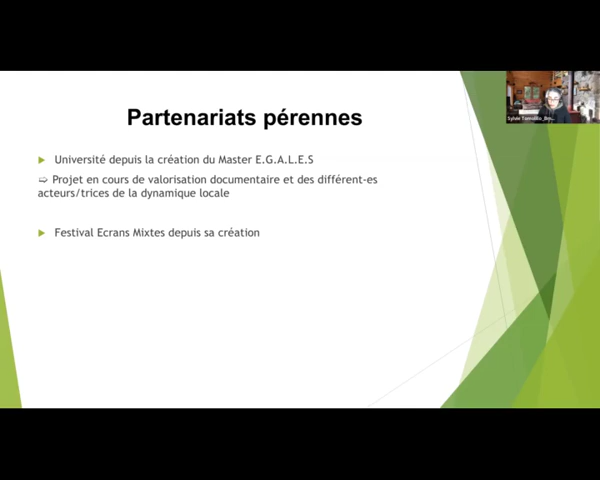 Partenariats pérennes
Université depuis la création du Master E.G.A.L.E.S
⇨ Projet en cours de valorisation documentaire et des différent-es
acteurs/trices de la dynamique locale
Festival Ecrans Mixtes depuis sa création
Sylvie